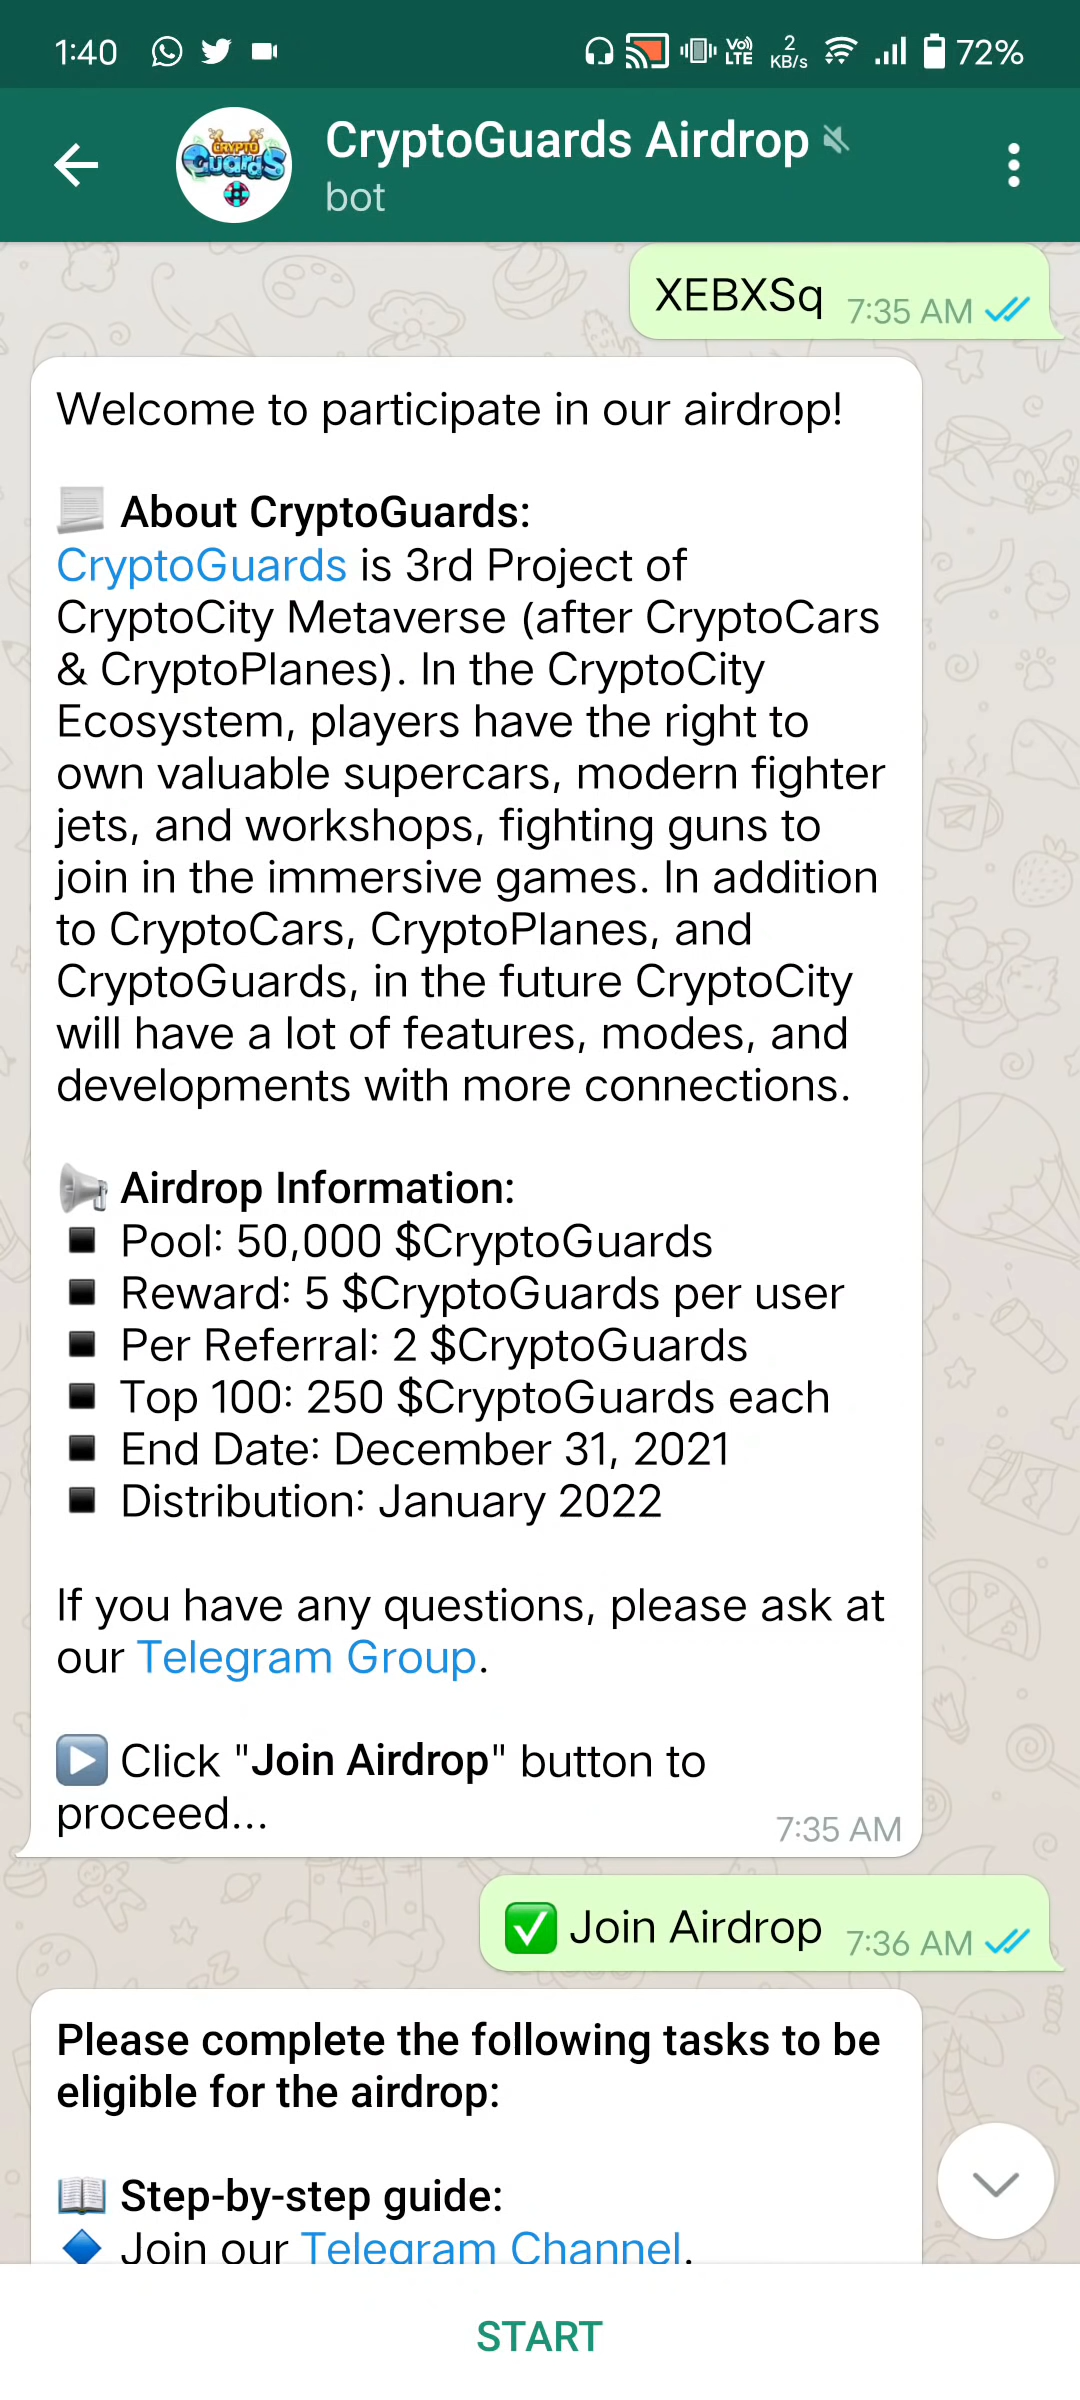 1:40 Vo) LTE 2 KB/s 72%
CryptoGuards Airdrop
bot
CRYPTO
GUARDS
XEBXSq 7:35 AM
Welcome to participate in our airdrop!
About CryptoGuards:
CryptoGuards is 3rd Project of
CryptoCity Metaverse (after CryptoCars
& CryptoPlanes). In the CryptoCity
Ecosystem, players have the right to
own valuable supercars, modern fighter
jets, and workshops, fighting guns to
join in the immersive games. In addition
to CryptoCars, CryptoPlanes, and
CryptoGuards, in the future CryptoCity
will have a lot of features, modes, and
developments with more connections.
Airdrop Information:
Pool: 50,000 $CryptoGuards
Reward: 5 $CryptoGuards per user
Per Referral: 2 $CryptoGuards
Top 100: 250 $CryptoGuards each
End Date: December 31, 2021
Distribution: January 2022
If you have any questions, please ask at
our Telegram Group.
Click "Join Airdrop" button to
proceed...
7:35 AM
Join Airdrop 7:36 AM
Please complete the following tasks to be
eligible for the airdrop:
Step-by-step guide:
Join our Telegram Channel.
START